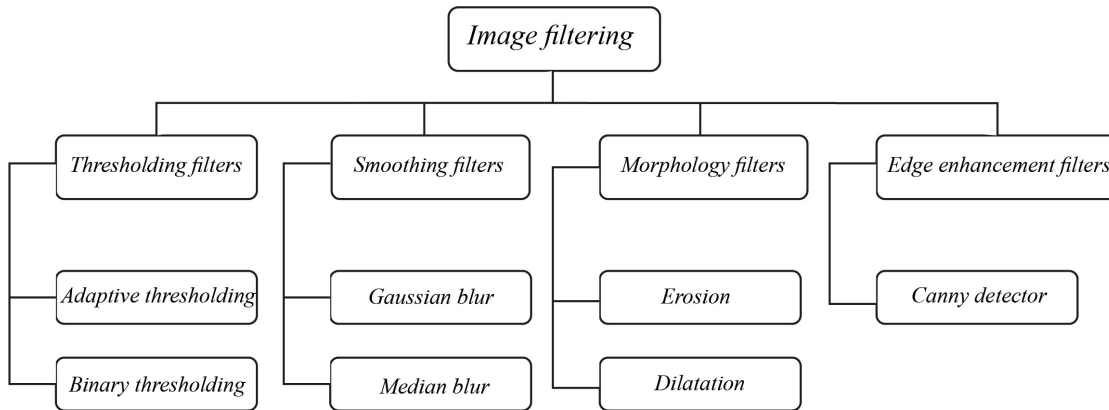 Image filtering
Thresholding filters
Smoothing filters
Morphology filters
Edge enhancement filters
Adaptive thresholding
Gaussian blur
Erosion
Canny detector
Binary thresholding
Median blur
Dilatation